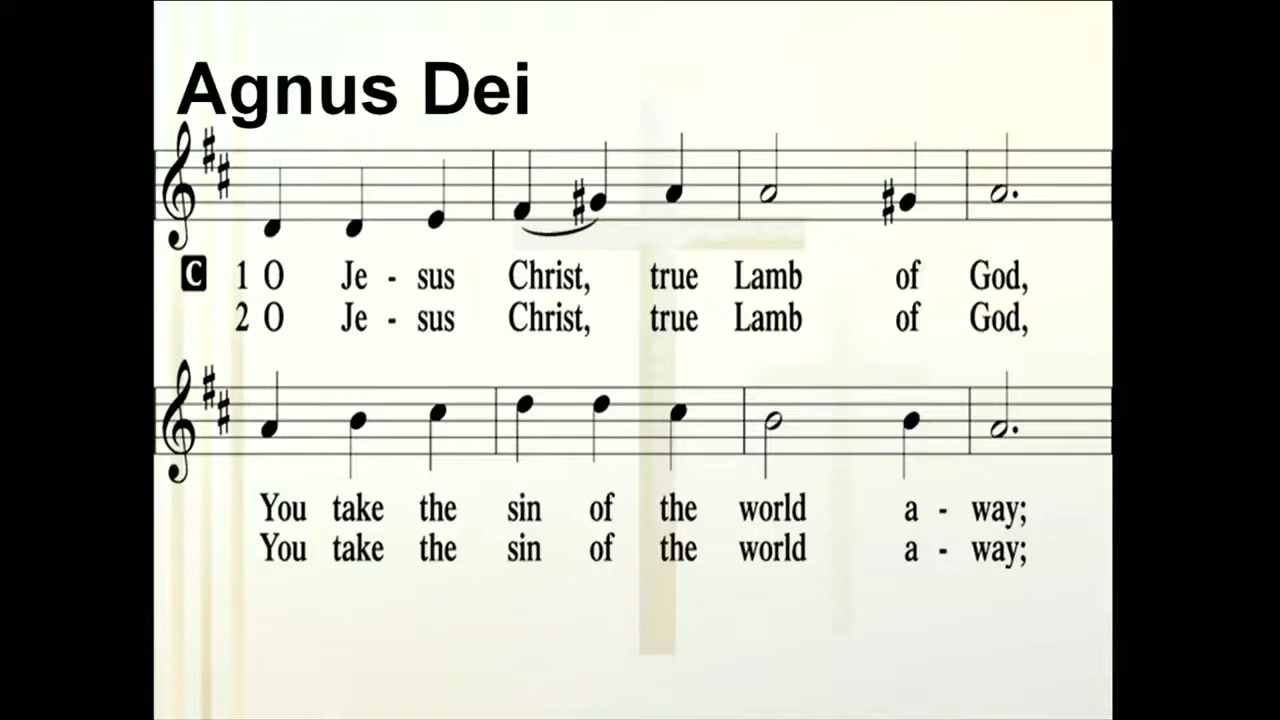 Agnus Dei
C 1 O Je - sus Christ, true Lamb of God,
2 O Je - sus Christ, true Lamb of God,
You take the sin of the world a - way;
You take the sin of the world a - way;